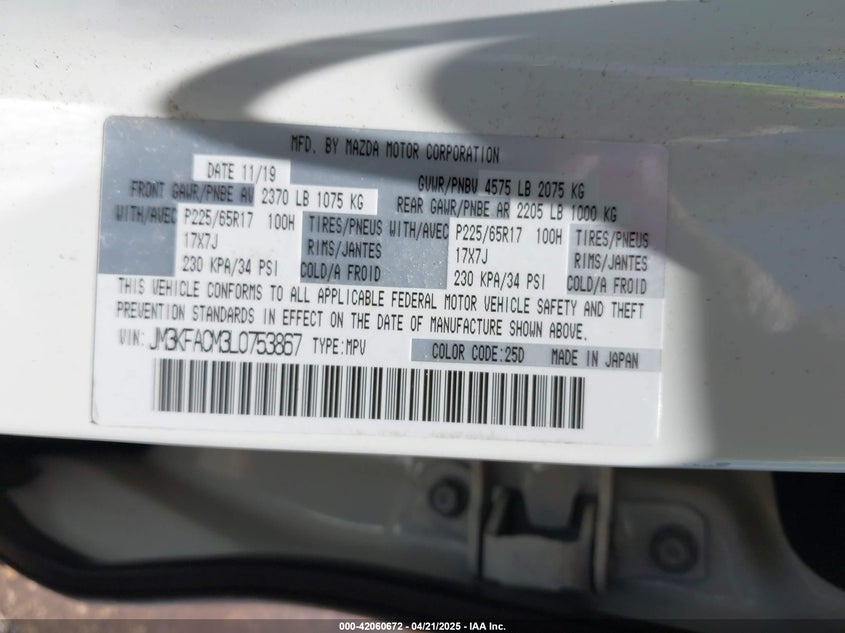 MFD. BY MAZDA MOTOR CORPORATION
DATE 11/19 GVWR/PNBV 4575 LB 2075 KG
FRONT GAWR/PNBE AV 2370 LB 1075 KG REAR GAWR/PNBE AR 2205 LB 1000 KG
WITH/AVEC P225/65R17 100H TIRES/PNEUS WITH/AVEC P225/65R17 100H TIRES/PNEUS
17X7J RIMS/JANTES 17X7J RIMS/JANTES
230 KPA/34 PSI COLD/A FROID 230 KPA/34 PSI COLD/A FROID
THIS VEHICLE CONFORMS TO ALL APPLICABLE FEDERAL MOTOR VEHICLE SAFETY AND THEFT
PREVENTION STANDARDS IN EFFECT ON THE DATE OF MANUFACTURE SHOWN ABOVE.
VIN: JM3KFACM3L0753867 TYPE:MPV COLOR CODE:25D MADE IN JAPAN
000-42060672 - 04/21/2025 - IAA Inc.